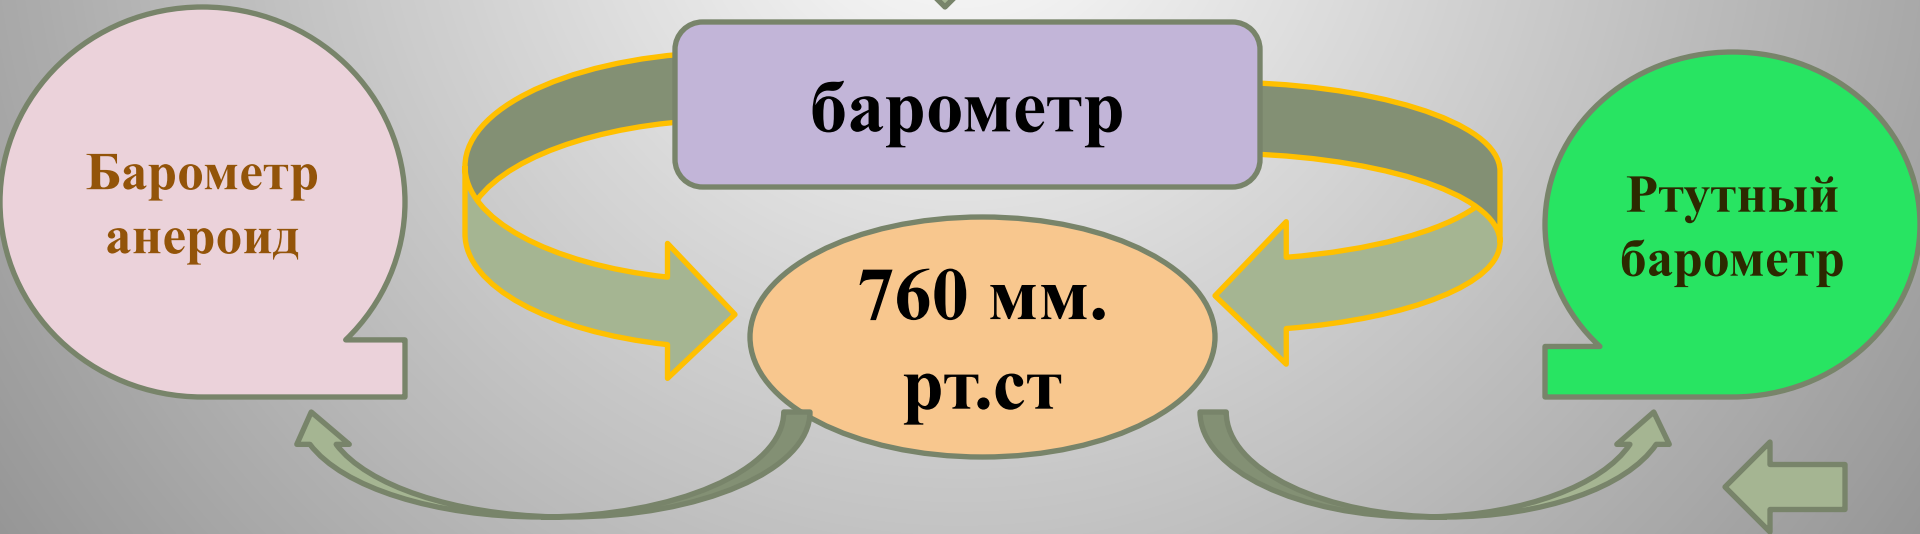 барометр
Барометр
анероид
Ртутный
барометр
760 мм.
рт.ст